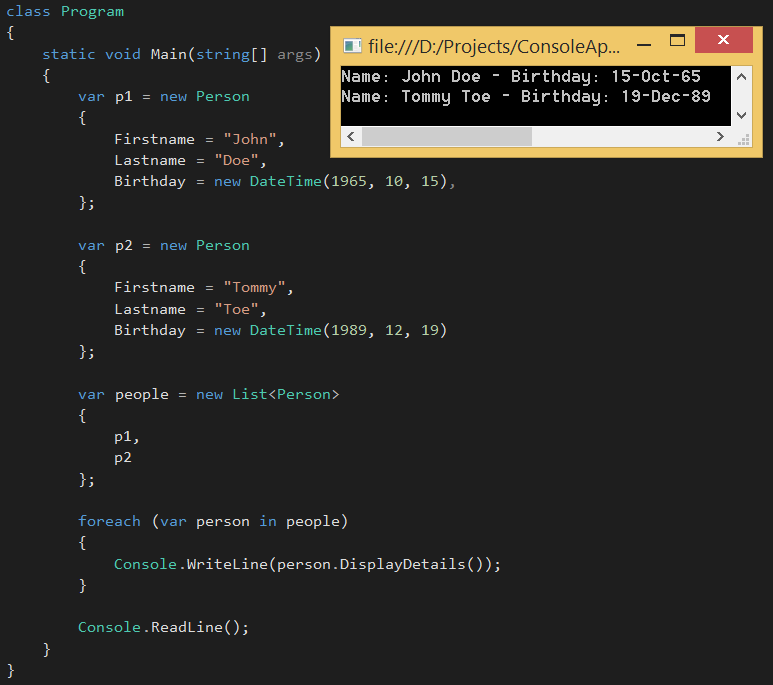 class Program
{
    static void Main(string[] args)
    {
        var p1 = new Person
        {
            Firstname = "John",
            Lastname = "Doe",
            Birthday = new DateTime(1965, 10, 15),
        };

        var p2 = new Person
        {
            Firstname = "Tommy",
            Lastname = "Toe",
            Birthday = new DateTime(1989, 12, 19)
        };

        var people = new List<Person>
        {
            p1,
            p2
        };

        foreach (var person in people)
        {
            Console.WriteLine(person.DisplayDetails());
        }

        Console.ReadLine();
    }
}
file:///D:/Projects/ConsoleAp...
Name: John Doe - Birthday: 15-Oct-65
Name: Tommy Toe - Birthday: 19-Dec-89